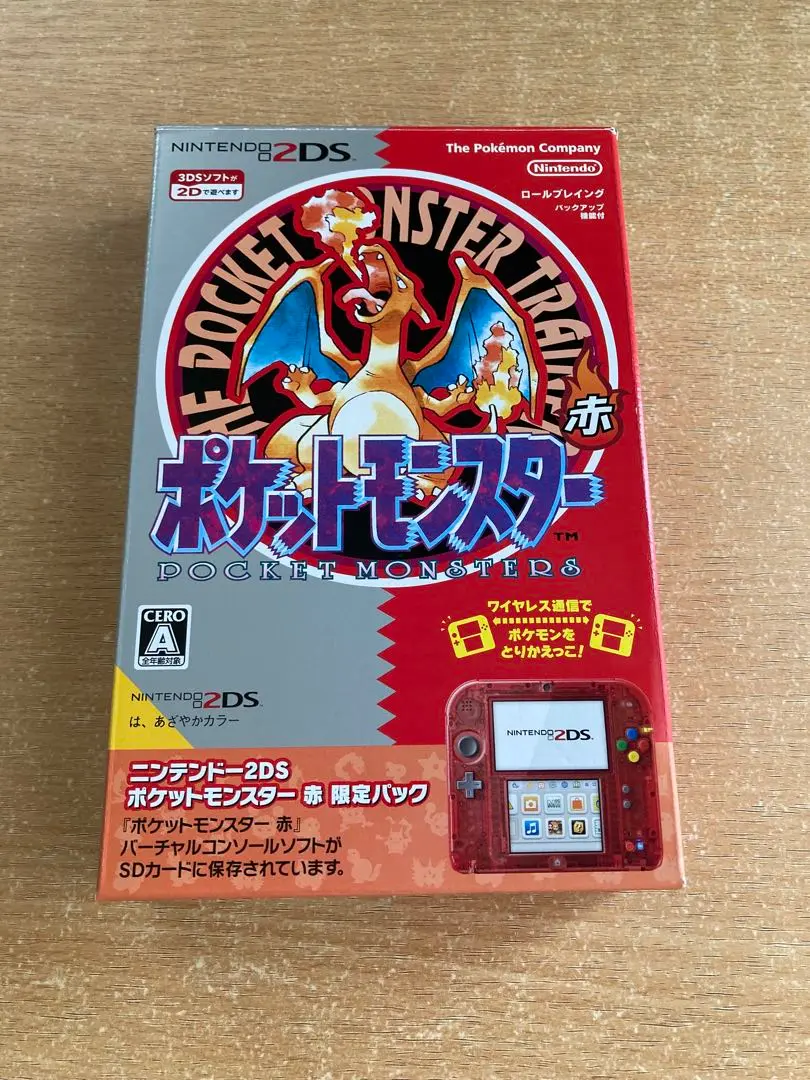 NINTENDO 2DS™
The Pokémon Company
Nintendo
3DSソフトが
2Dで遊べます
ロールプレイング
バックアップ
機能付
THE POCKET MONSTER TRAINER
赤
ポケットモンスター
TM
POCKET MONSTERS
CERO
A
全年齢対象
ワイヤレス通信で
ポケモンを
とりかえっこ!
NINTENDO 2DS™
は、あざやかカラー
NINTENDO 2DS™
ニンテンドー2DS
ポケットモンスター 赤 限定パック
『ポケットモンスター 赤』
バーチャルコンソールソフトが
SDカードに保存されています。